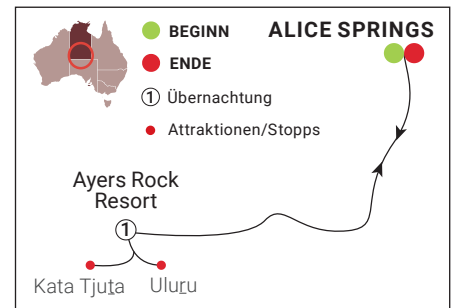 BEGINN
ENDE
① Übernachtung
Attraktionen/Stopps
ALICE SPRINGS
Ayers Rock
Resort
①
Kata Tjuṯa
Uluṟu